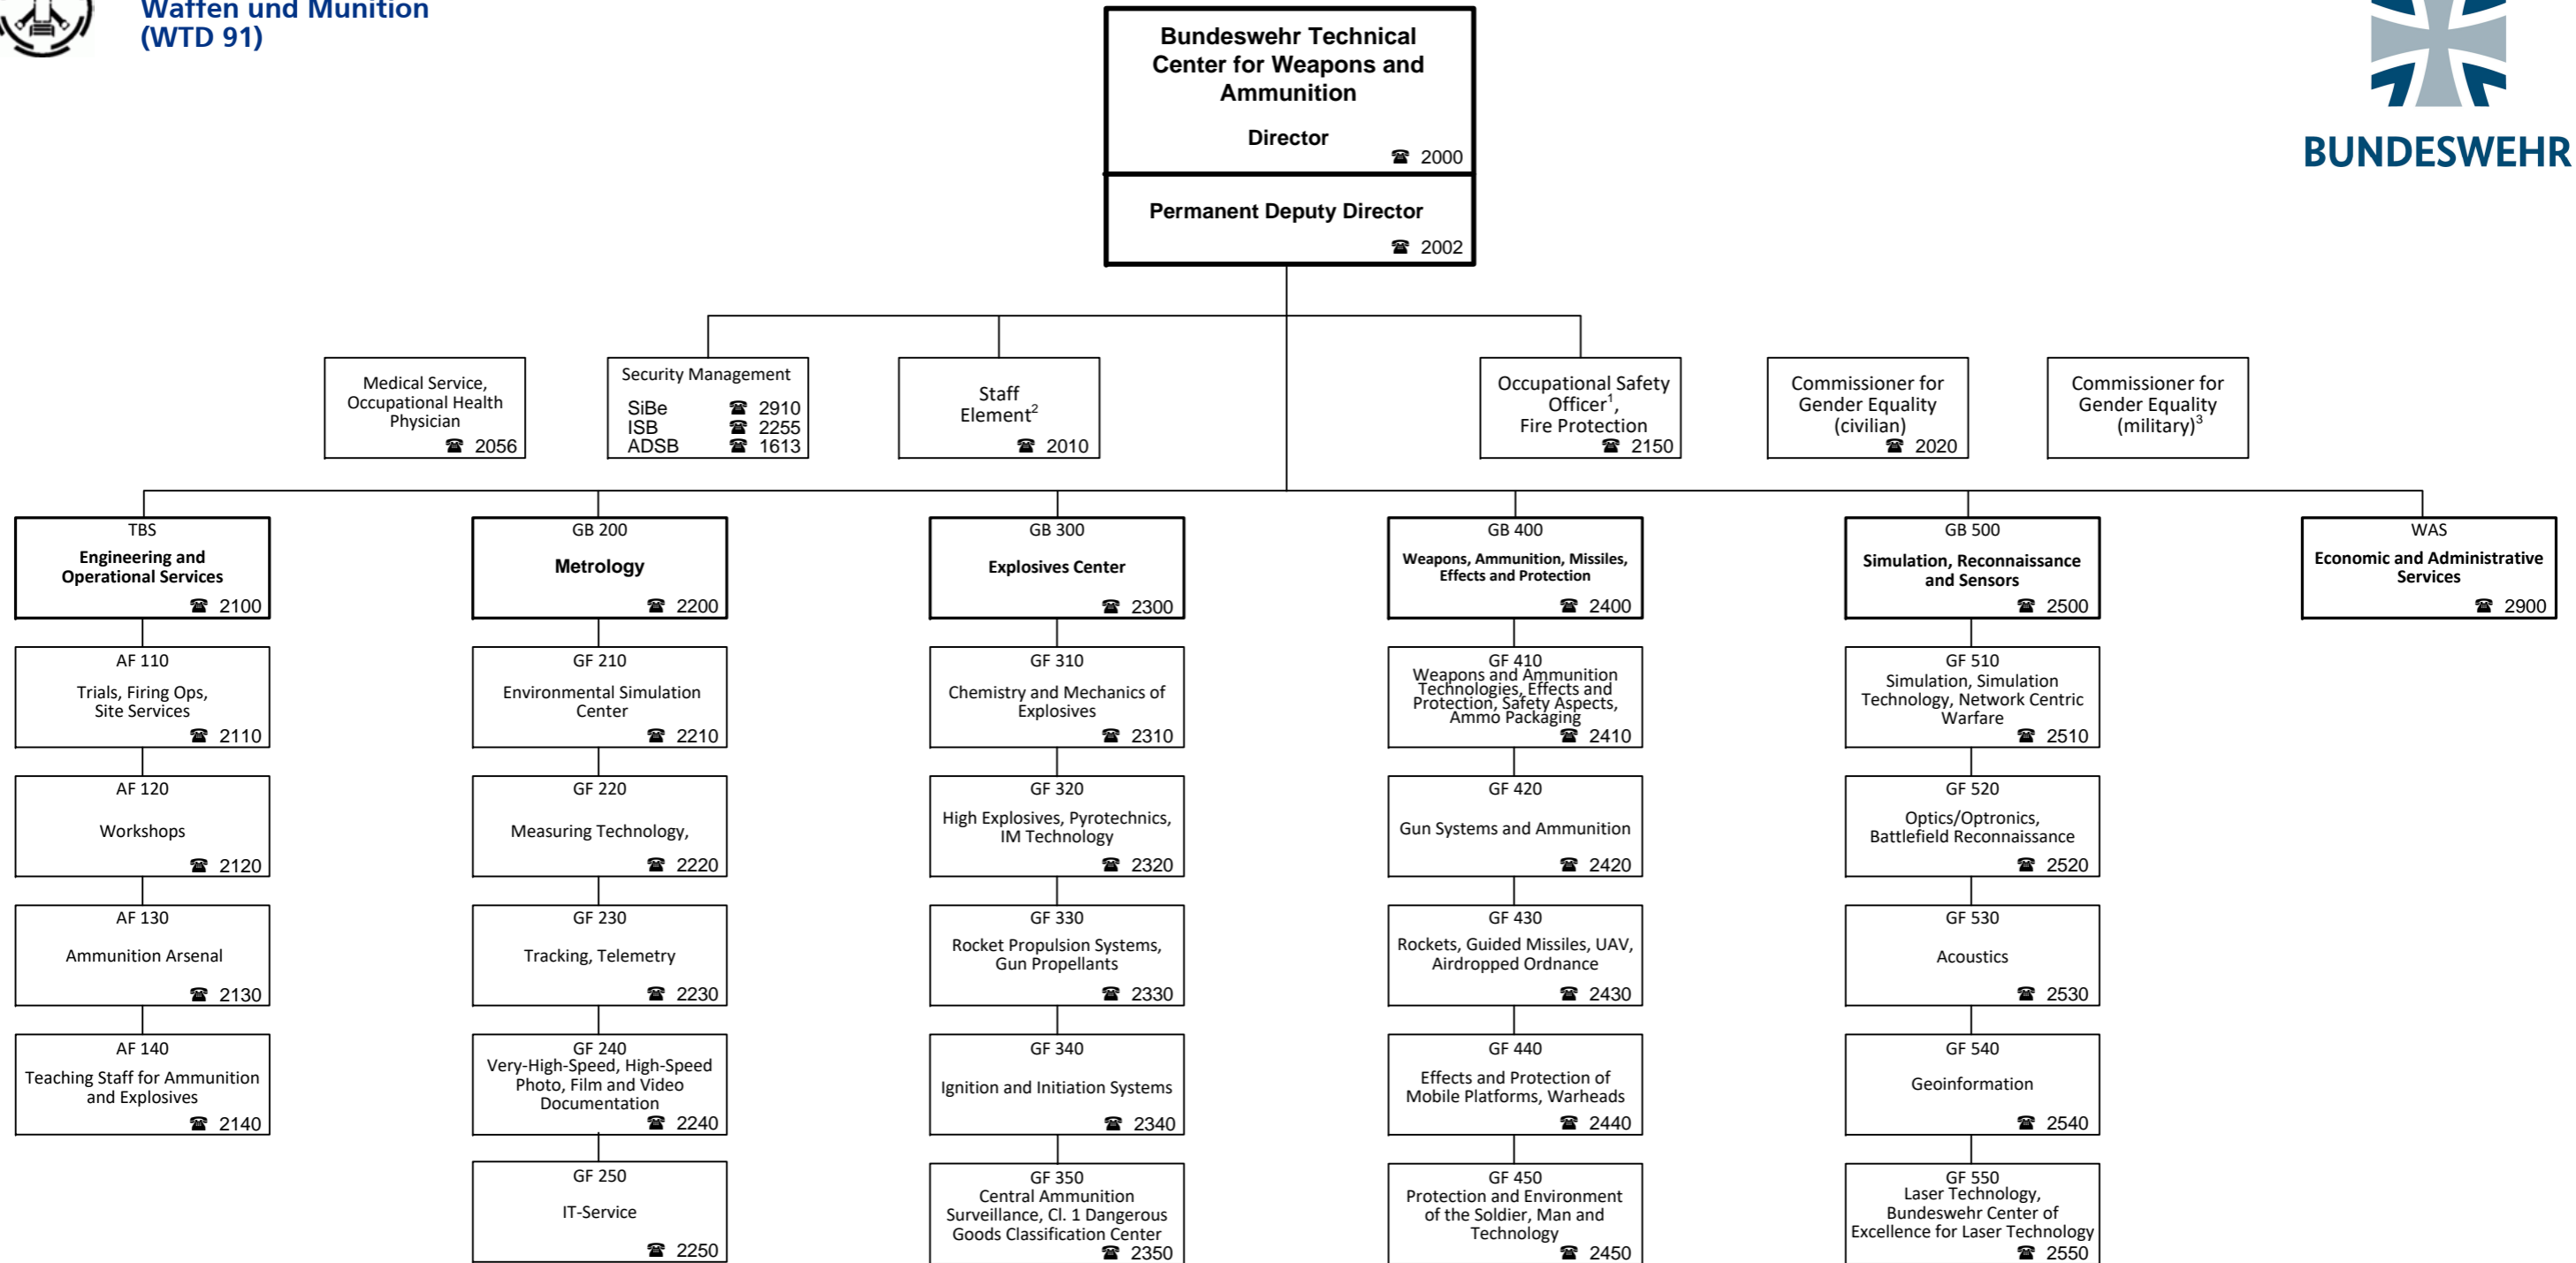 Waffen und Munition
(WTD 91)
BUNDESWEHR
Bundeswehr Technical
Center for Weapons and
Ammunition
Director
☎ 2000
Permanent Deputy Director
☎ 2002
Medical Service,
Occupational Health
Physician
☎ 2056
Security Management
SiBe ☎ 2910
ISB ☎ 2255
ADSB ☎ 1613
Staff
Element²
☎ 2010
Occupational Safety
Officer¹,
Fire Protection
☎ 2150
Commissioner for
Gender Equality
(civilian)
☎ 2020
Commissioner for
Gender Equality
(military)³
TBS
Engineering and
Operational Services
☎ 2100
AF 110
Trials, Firing Ops,
Site Services
☎ 2110
AF 120
Workshops
☎ 2120
AF 130
Ammunition Arsenal
☎ 2130
AF 140
Teaching Staff for Ammunition
and Explosives
☎ 2140
GB 200
Metrology
☎ 2200
GF 210
Environmental Simulation
Center
☎ 2210
GF 220
Measuring Technology,
☎ 2220
GF 230
Tracking, Telemetry
☎ 2230
GF 240
Very-High-Speed, High-Speed
Photo, Film and Video
Documentation
☎ 2240
GF 250
IT-Service
☎ 2250
GB 300
Explosives Center
☎ 2300
GF 310
Chemistry and Mechanics of
Explosives
☎ 2310
GF 320
High Explosives, Pyrotechnics,
IM Technology
☎ 2320
GF 330
Rocket Propulsion Systems,
Gun Propellants
☎ 2330
GF 340
Ignition and Initiation Systems
☎ 2340
GF 350
Central Ammunition
Surveillance, Cl. 1 Dangerous
Goods Classification Center
☎ 2350
GB 400
Weapons, Ammunition, Missiles,
Effects and Protection
☎ 2400
GF 410
Weapons and Ammunition
Technologies, Effects and
Protection, Safety Aspects,
Ammo Packaging
☎ 2410
GF 420
Gun Systems and Ammunition
☎ 2420
GF 430
Rockets, Guided Missiles, UAV,
Airdropped Ordnance
☎ 2430
GF 440
Effects and Protection of
Mobile Platforms, Warheads
☎ 2440
GF 450
Protection and Environment
of the Soldier, Man and
Technology
☎ 2450
GB 500
Simulation, Reconnaissance
and Sensors
☎ 2500
GF 510
Simulation, Simulation
Technology, Network Centric
Warfare
☎ 2510
GF 520
Optics/Optronics,
Battlefield Reconnaissance
☎ 2520
GF 530
Acoustics
☎ 2530
GF 540
Geoinformation
☎ 2540
GF 550
Laser Technology,
Bundeswehr Center of
Excellence for Laser Technology
☎ 2550
WAS
Economic and Administrative
Services
☎ 2900